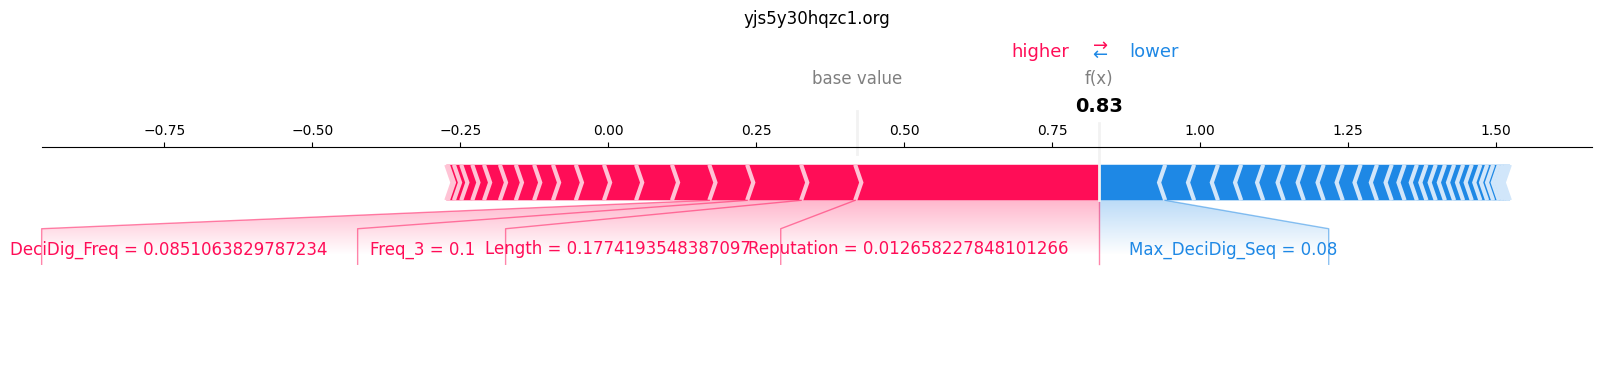 yjs5y30hqzc1.org
higher ⇄ lower
base value f(x)
0.83
−0.75 −0.50 −0.25 0.00 0.25 0.50 0.75 1.00 1.25 1.50
DeciDig_Freq = 0.0851063829787234 Freq_3 = 0.1 Length = 0.1774193548387097 Reputation = 0.012658227848101266 Max_DeciDig_Seq = 0.08